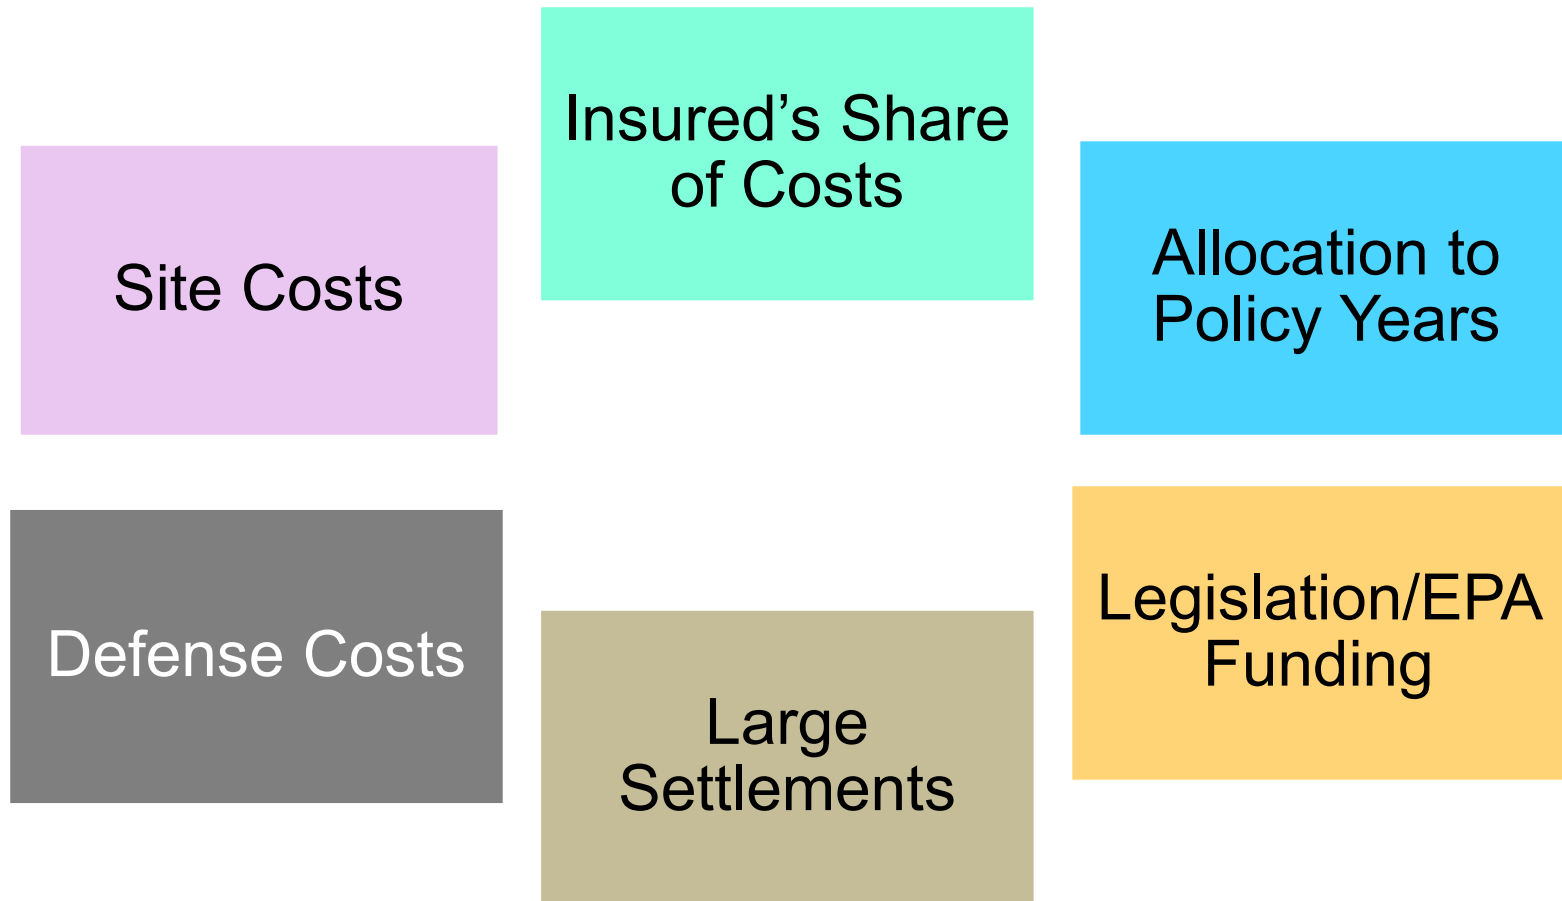 Insured’s Share
of Costs
Site Costs
Allocation to
Policy Years
Defense Costs
Large
Settlements
Legislation/EPA
Funding